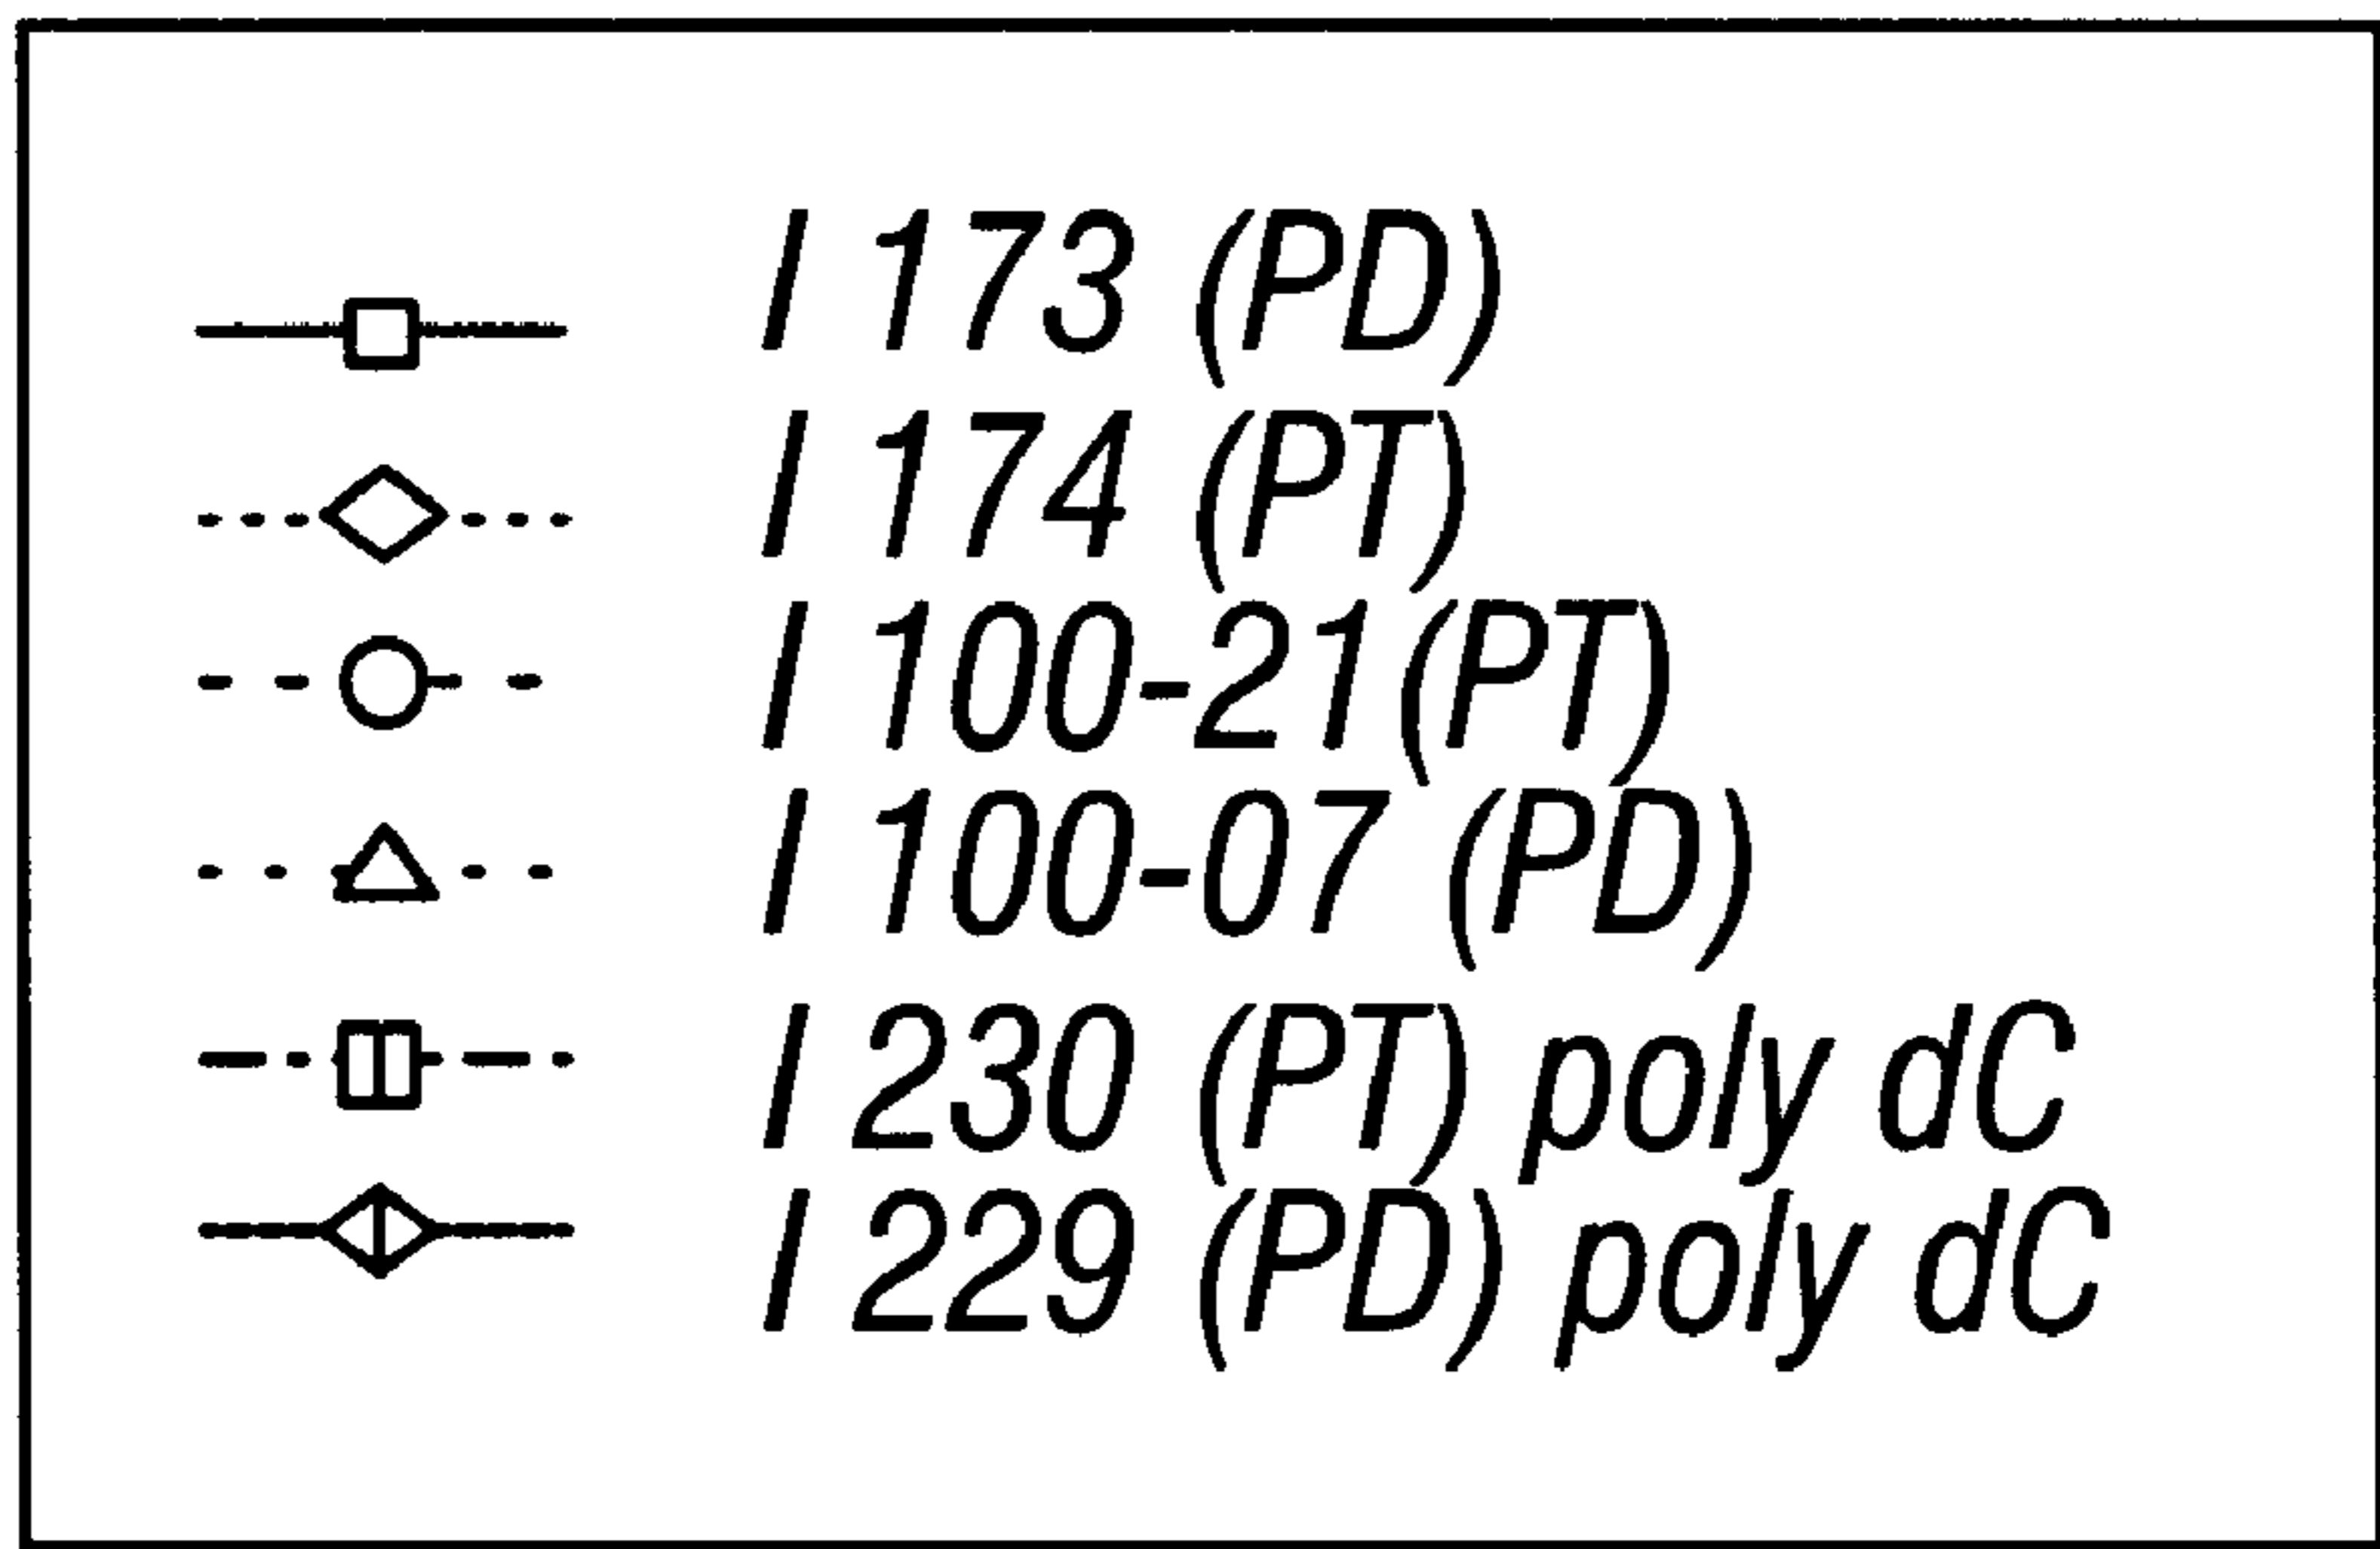 I 173 (PD)
I 174 (PT)
I 100-21(PT)
I 100-07 (PD)
I 230 (PT) poly dC
I 229 (PD) poly dC